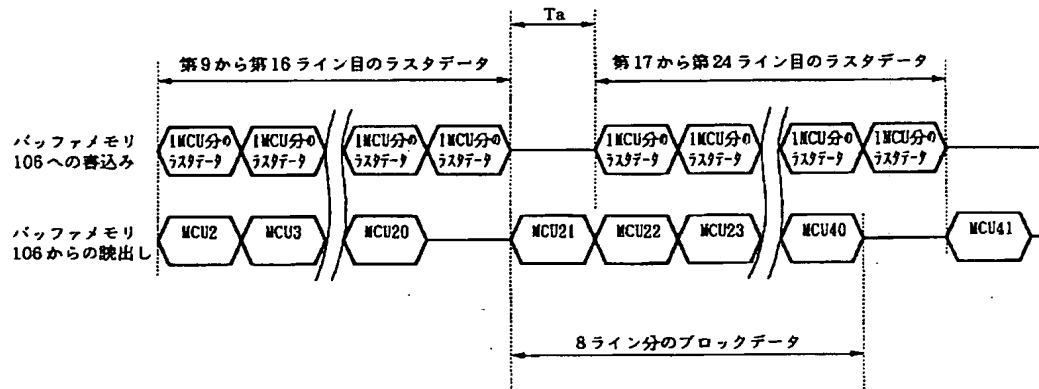 Ta
第9から第16ライン目のラスタデータ
第17から第24ライン目のラスタデータ
バッファメモリ
106への書込み
1MCU分の
ラスタデータ
1MCU分の
ラスタデータ
1MCU分の
ラスタデータ
1MCU分の
ラスタデータ
1MCU分の
ラスタデータ
1MCU分の
ラスタデータ
1MCU分の
ラスタデータ
1MCU分の
ラスタデータ
バッファメモリ
106からの読出し
MCU2
MCU3
MCU20
MCU21
MCU22
MCU23
MCU40
MCU41
8ライン分のブロックデータ